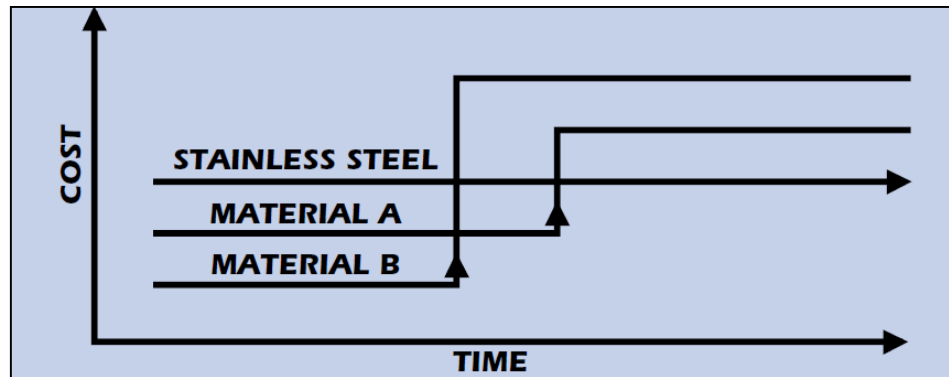 COST
STAINLESS STEEL
MATERIAL A
MATERIAL B
TIME